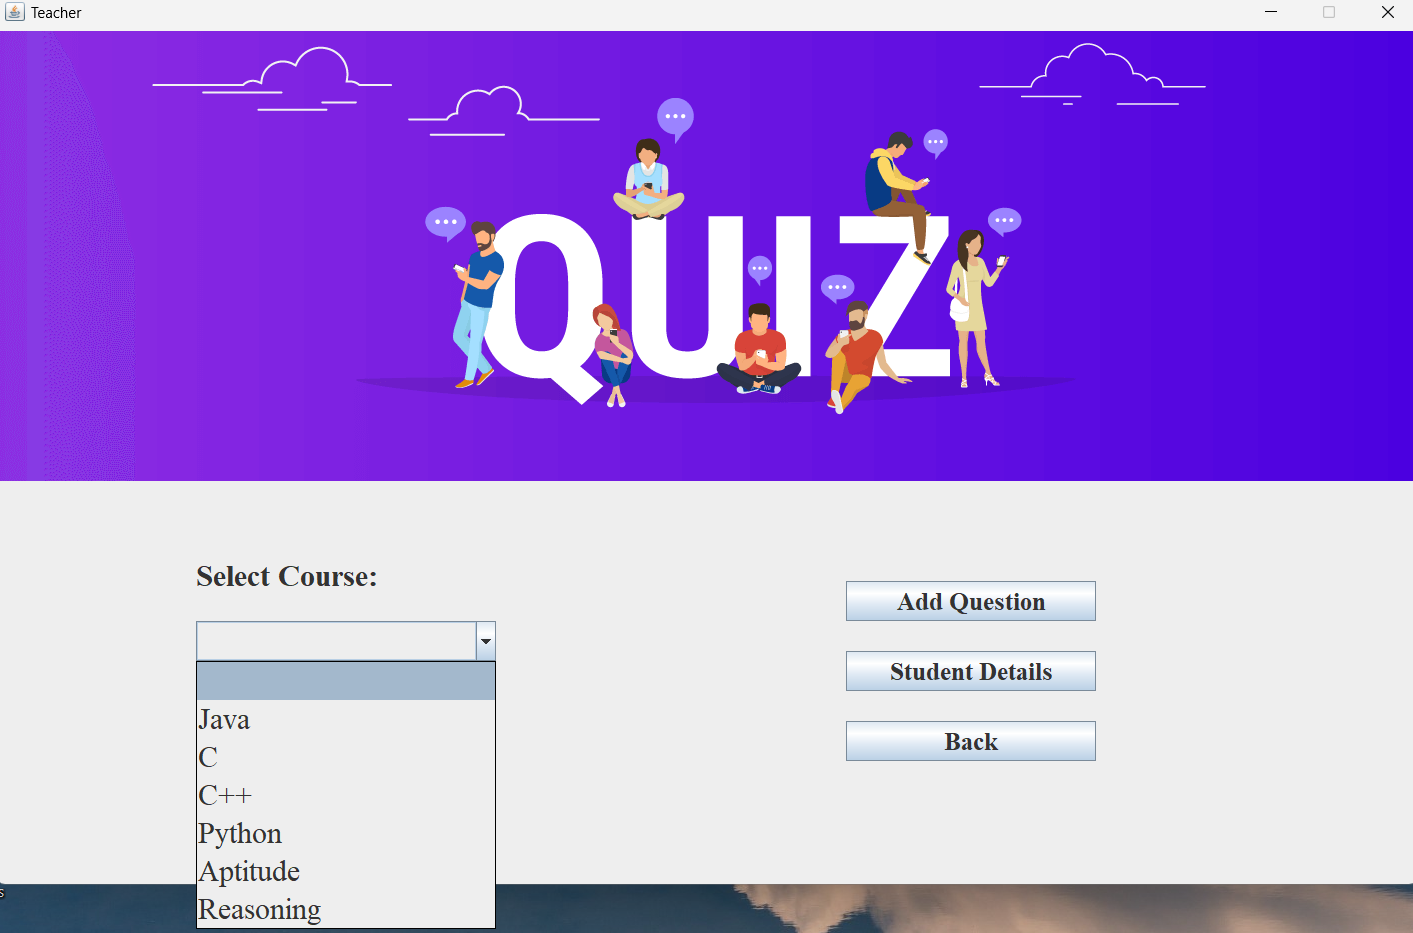 Teacher
QUIZ
Select Course:
Java
C
C++
Python
Aptitude
Reasoning
Add Question
Student Details
Back
s